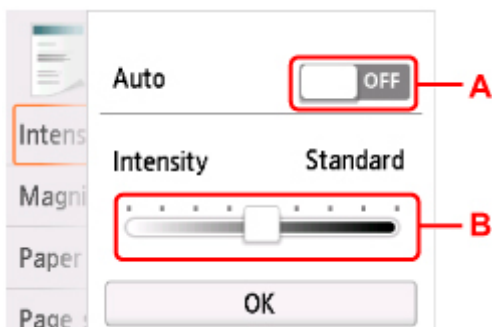 Auto
OFF
A
Intens
Intensity
Standard
Magni
B
Paper
OK
Page